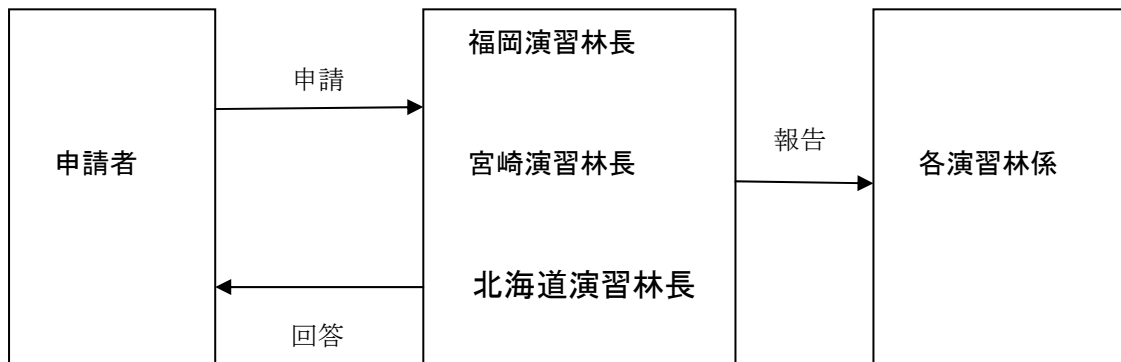 福岡演習林長
申請
報告
申請者
宮崎演習林長
各演習林係
北海道演習林長
回答